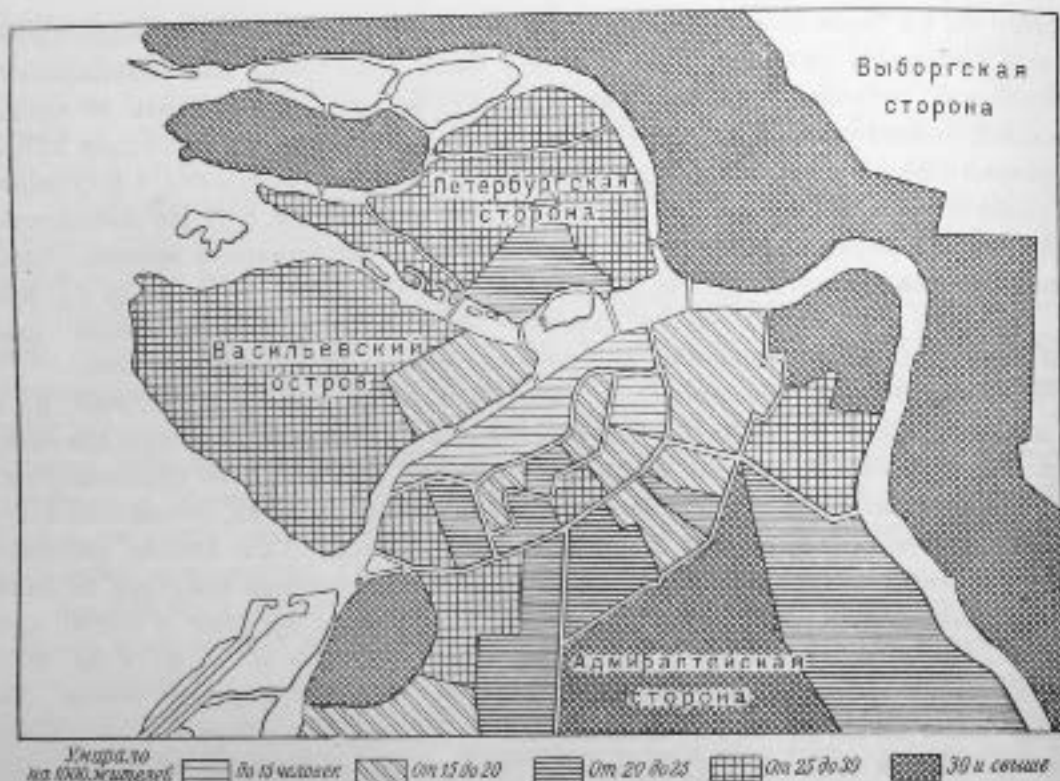 Выборгская
сторона
Петербургская
сторона
Васильевский
остров
Адмиралтейская
сторона
Умирало
на 1000 жителей
до 15 человек
От 15 до 20
От 20 до 25
От 25 до 30
30 и свыше